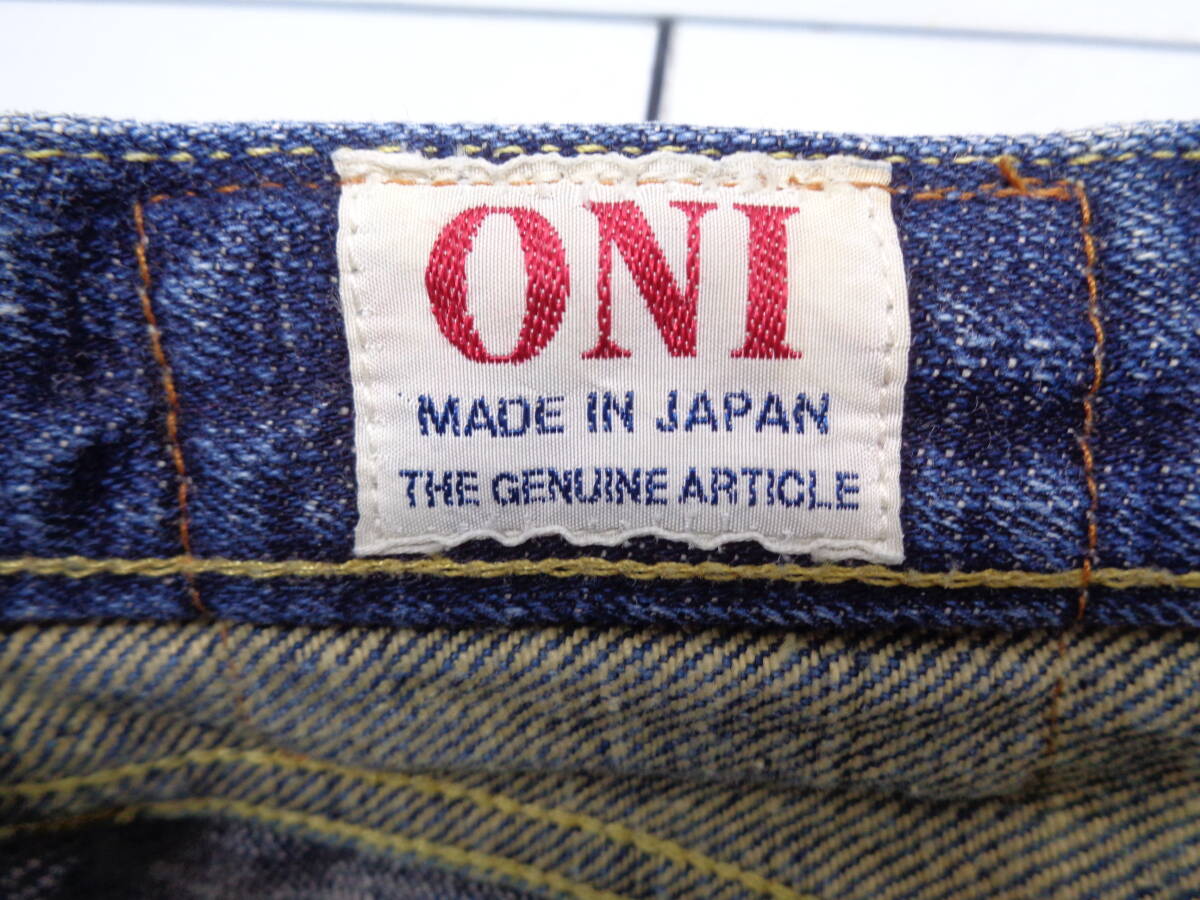 ONI
MADE IN JAPAN
THE GENUINE ARTICLE